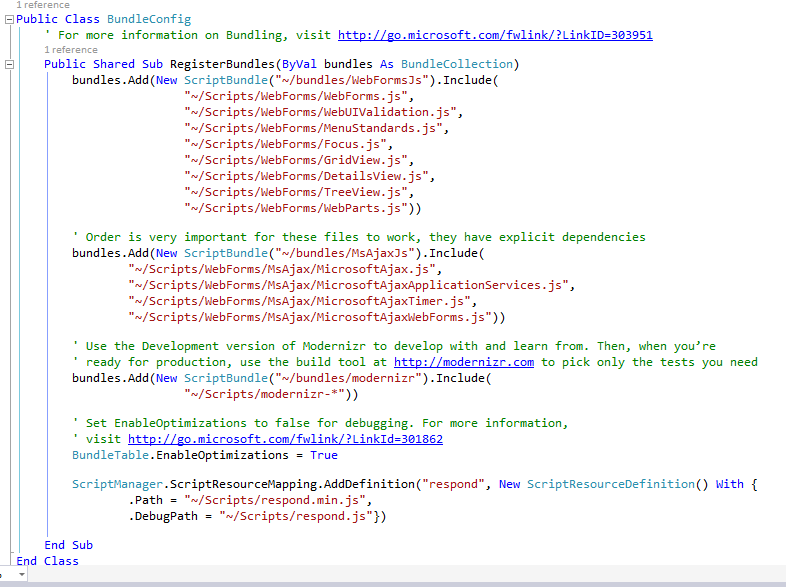 1 reference
Public Class BundleConfig
' For more information on Bundling, visit http://go.microsoft.com/fwlink/?LinkID=303951
1 reference
Public Shared Sub RegisterBundles(ByVal bundles As BundleCollection)
bundles.Add(New ScriptBundle("~/bundles/WebFormsJs").Include(
"~/Scripts/WebForms/WebForms.js",
"~/Scripts/WebForms/WebUIValidation.js",
"~/Scripts/WebForms/MenuStandards.js",
"~/Scripts/WebForms/Focus.js",
"~/Scripts/WebForms/GridView.js",
"~/Scripts/WebForms/DetailsView.js",
"~/Scripts/WebForms/TreeView.js",
"~/Scripts/WebForms/WebParts.js"))
' Order is very important for these files to work, they have explicit dependencies
bundles.Add(New ScriptBundle("~/bundles/MsAjaxJs").Include(
"~/Scripts/WebForms/MsAjax/MicrosoftAjax.js",
"~/Scripts/WebForms/MsAjax/MicrosoftAjaxApplicationServices.js",
"~/Scripts/WebForms/MsAjax/MicrosoftAjaxTimer.js",
"~/Scripts/WebForms/MsAjax/MicrosoftAjaxWebForms.js"))
' Use the Development version of Modernizr to develop with and learn from. Then, when you’re
' ready for production, use the build tool at http://modernizr.com to pick only the tests you need
bundles.Add(New ScriptBundle("~/bundles/modernizr").Include(
"~/Scripts/modernizr-*"))
' Set EnableOptimizations to false for debugging. For more information,
' visit http://go.microsoft.com/fwlink/?LinkId=301862
BundleTable.EnableOptimizations = True
ScriptManager.ScriptResourceMapping.AddDefinition("respond", New ScriptResourceDefinition() With {
.Path = "~/Scripts/respond.min.js",
.DebugPath = "~/Scripts/respond.js"})
End Sub
End Class